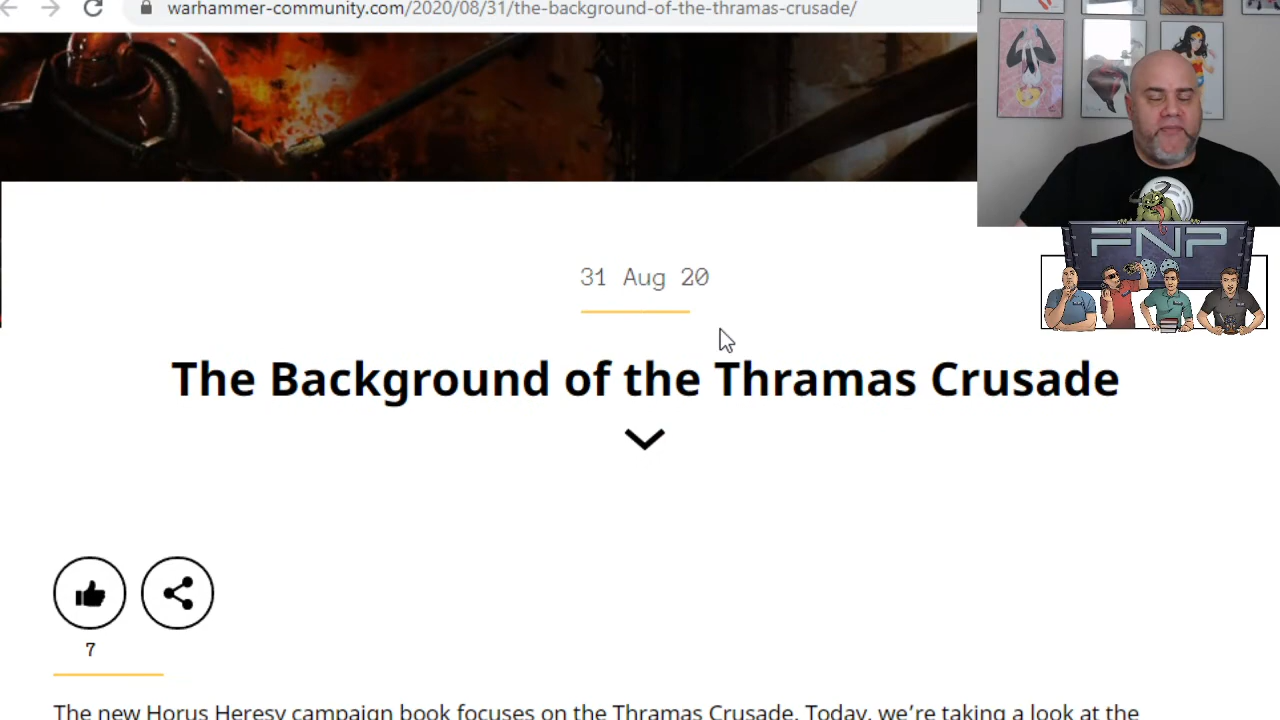 warhammer-community.com/2020/08/31/the-background-of-the-thramas-crusade/
FNP
31 Aug 20
The Background of the Thramas Crusade
7
The new Horus Heresy campaign book focuses on the Thramas Crusade. Today, we're taking a look at the